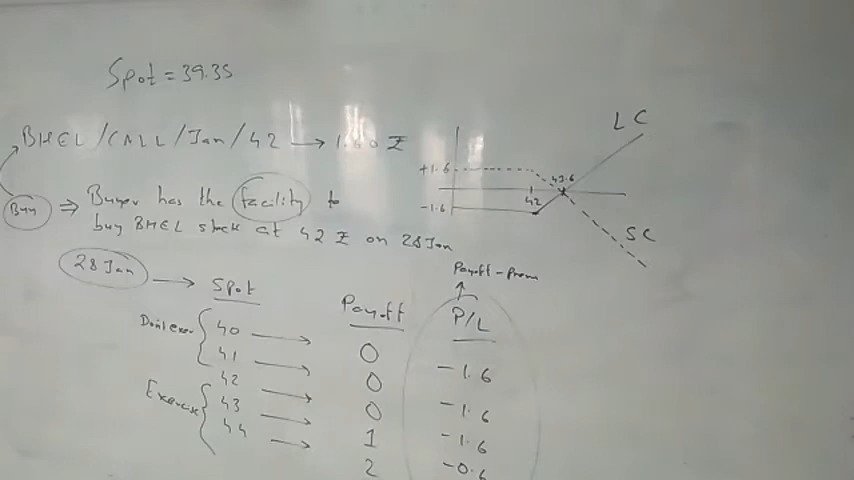 Spot = 39.35
BHEL/CALL/Jan/42 → 1.60 ₹
Buy ⇒ Buyer has the facility to
buy BHEL stock at 42 ₹ on 28 Jan
LC
+1.6
43.6
42
-1.6
SC
28 Jan → Spot
Payoff - Prem
Payoff
P/L
Don't exer
40 → 0 -1.6
41 → 0 -1.6
42 → 0 -1.6
Exercise
43 → 1 -0.6
44 → 2